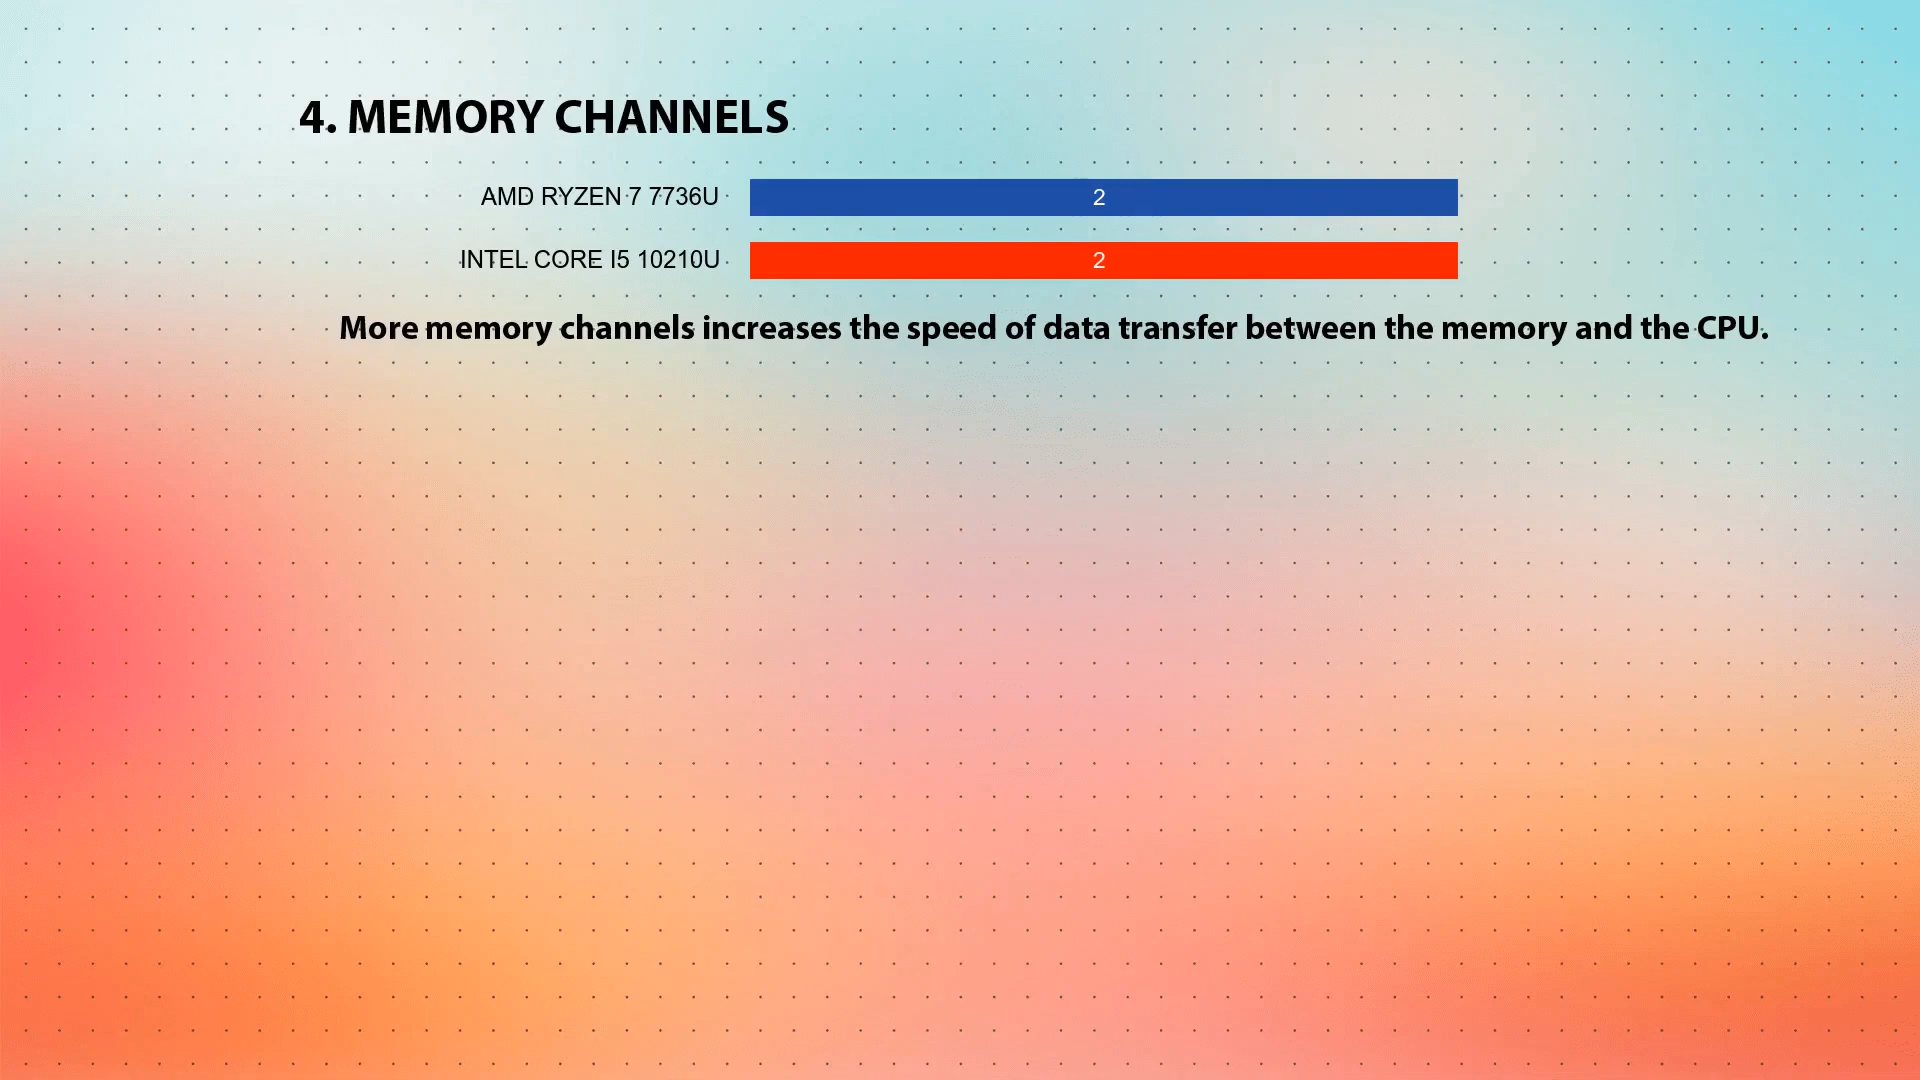 4. MEMORY CHANNELS
AMD RYZEN 7 7736U 2
INTEL CORE I5 10210U 2
More memory channels increases the speed of data transfer between the memory and the CPU.